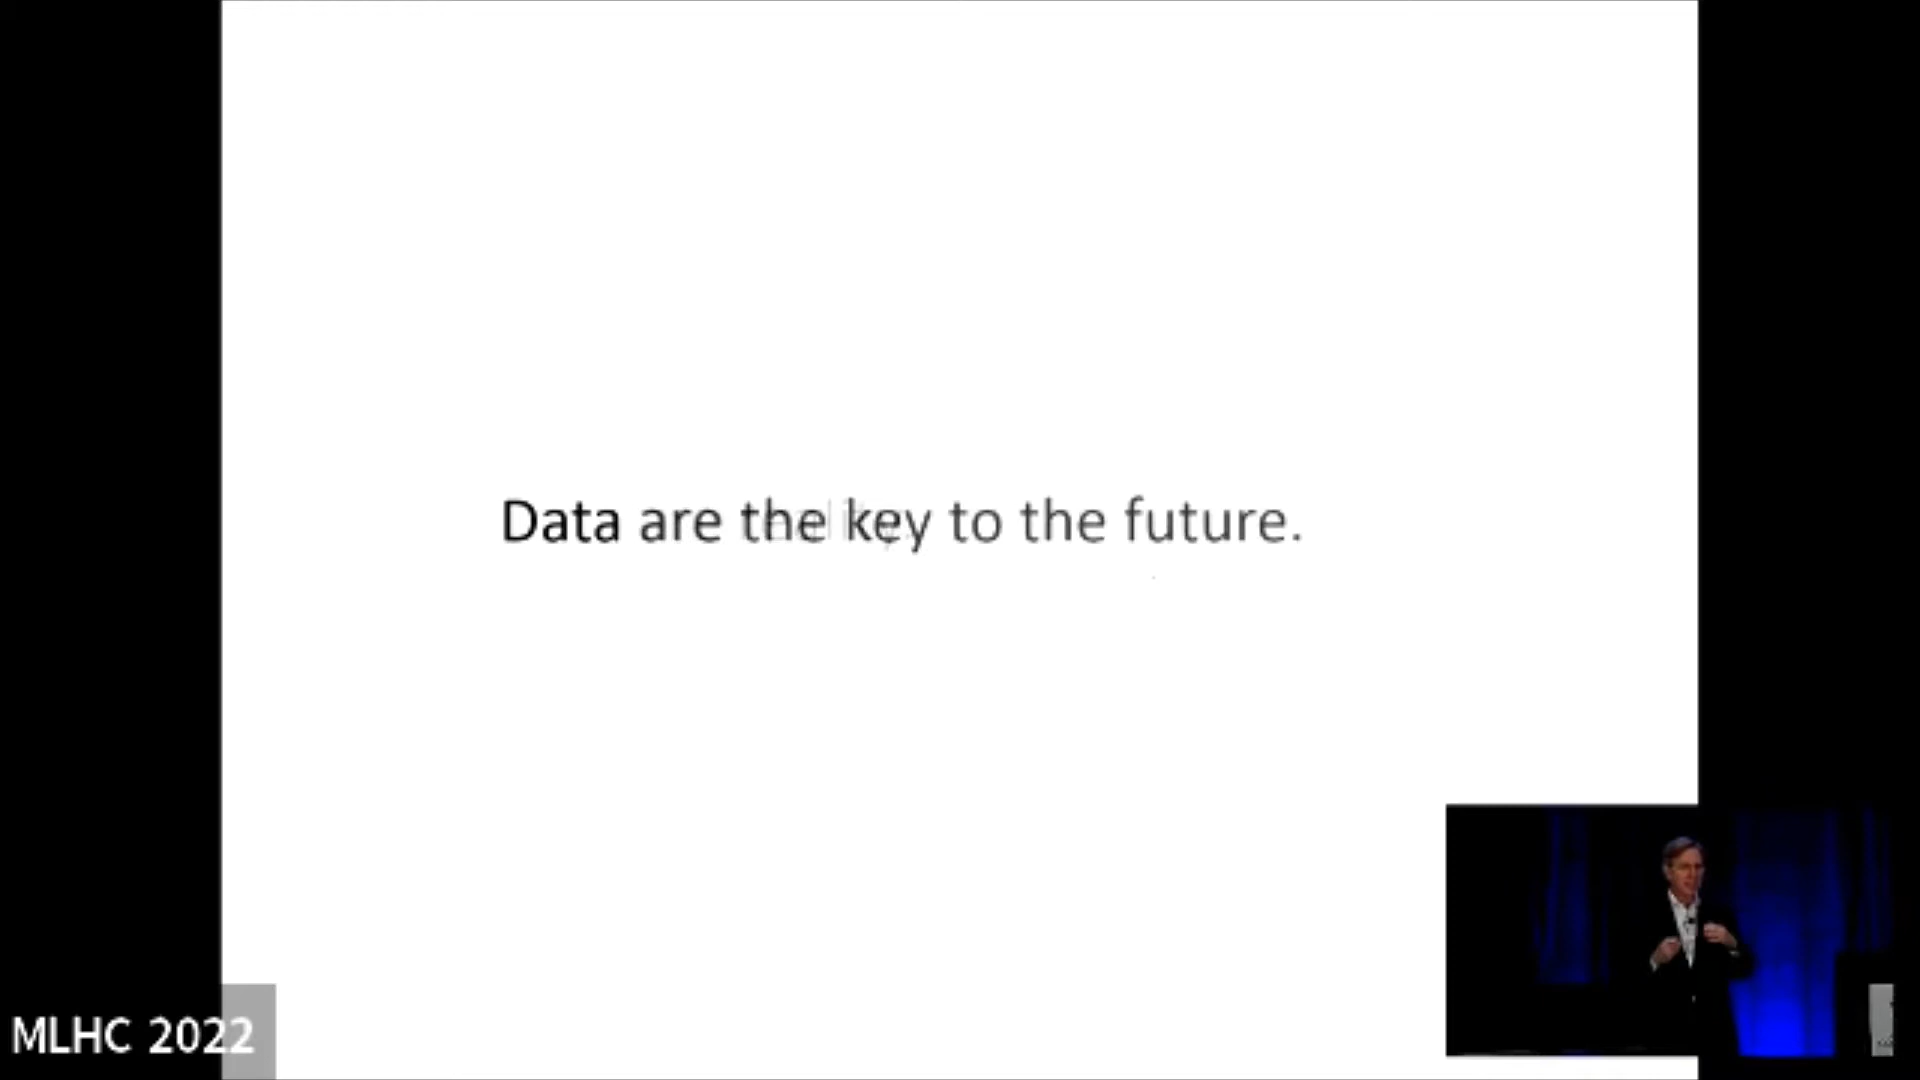 Data are the key to the future.
MLHC 2022